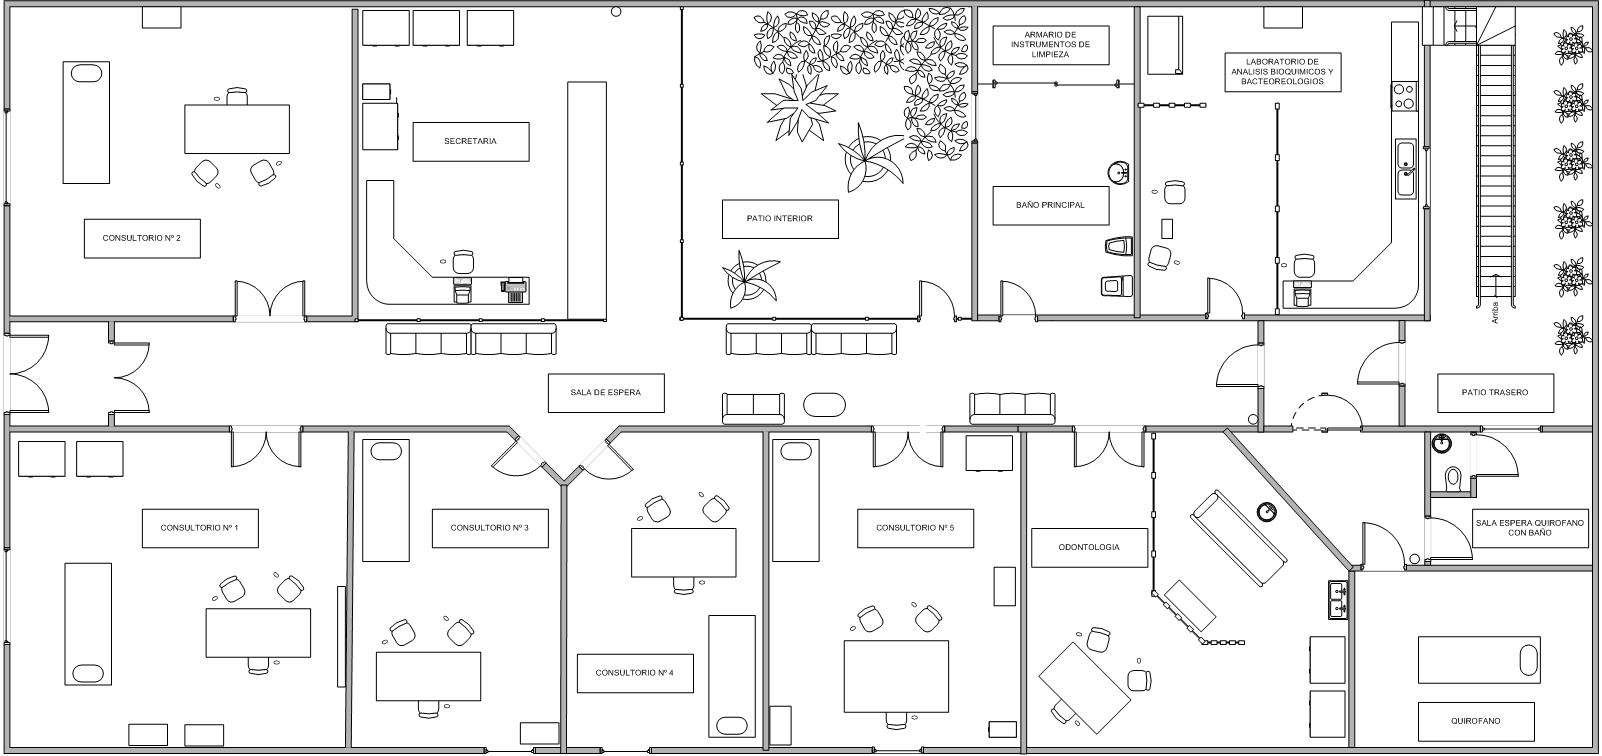 ARMARIO DE
INSTRUMENTOS DE
LIMPIEZA
LABORATORIO DE
ANALISIS BIOQUIMICOS Y
BACTEOREOLOGIOS
SECRETARIA
PATIO INTERIOR
BAÑO PRINCIPAL
CONSULTORIO Nº 2
Arriba
SALA DE ESPERA
PATIO TRASERO
CONSULTORIO Nº 1
CONSULTORIO Nº 3
CONSULTORIO Nº 5
SALA ESPERA QUIROFANO
CON BAÑO
ODONTOLOGIA
CONSULTORIO Nº 4
QUIROFANO